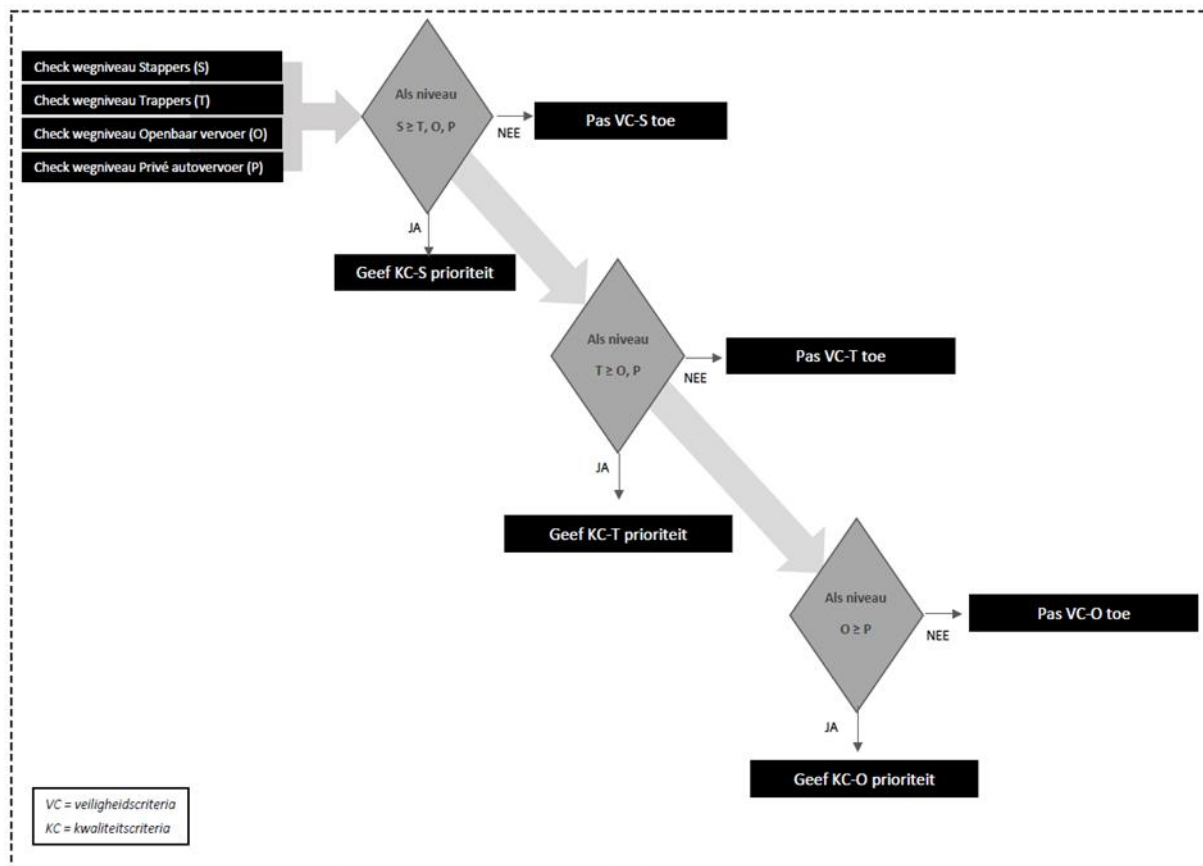 Check wegniveau Stappers (S)
Check wegniveau Trappers (T)
Check wegniveau Openbaar vervoer (O)
Check wegniveau Privé autovervoer (P)
Als niveau
S ≥ T, O, P
NEE
Pas VC-S toe
JA
Geef KC-S prioriteit
Als niveau
T ≥ O, P
NEE
Pas VC-T toe
JA
Geef KC-T prioriteit
Als niveau
O ≥ P
NEE
Pas VC-O toe
JA
Geef KC-O prioriteit
VC = veiligheidscriteria
KC = kwaliteitscriteria